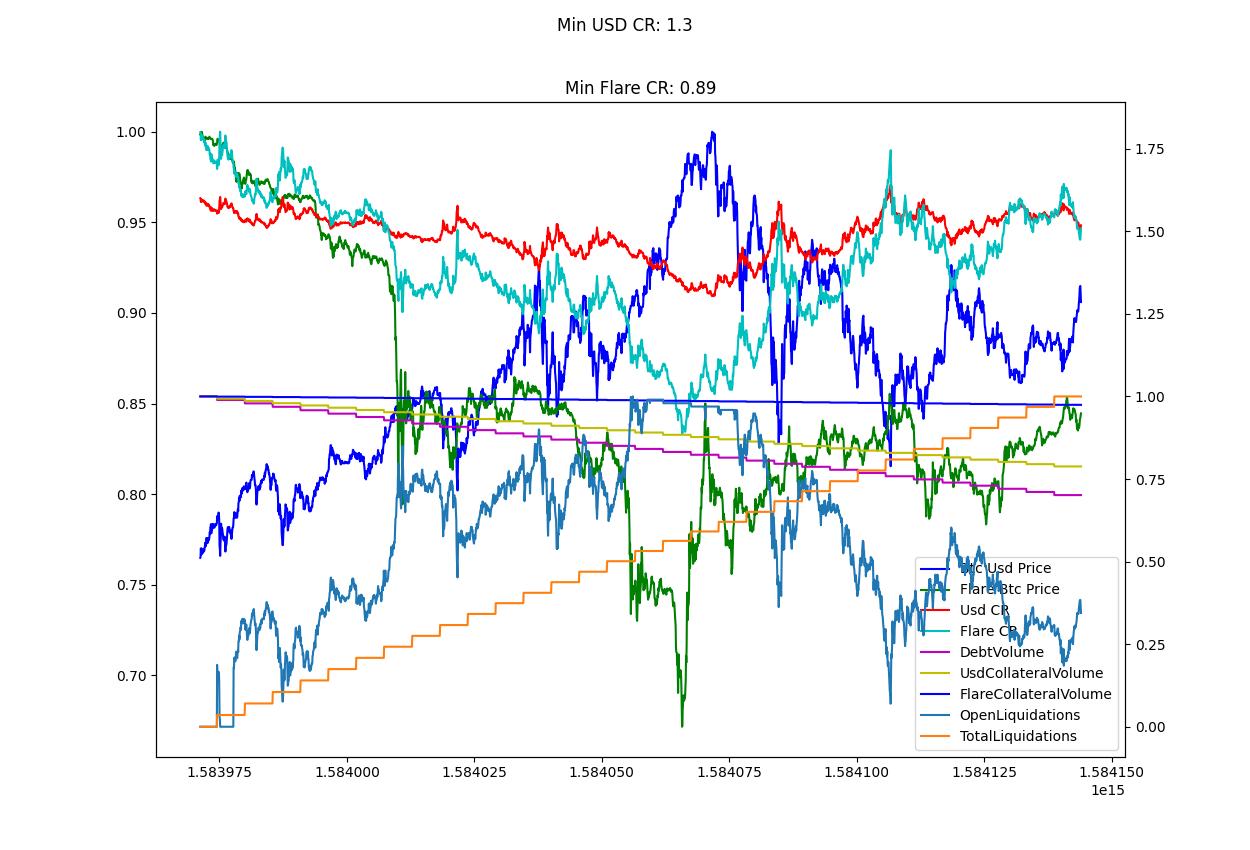 Min USD CR: 1.3
Min Flare CR: 0.89
1.00
0.95
0.90
0.85
0.80
0.75
0.70
1.75
1.50
1.25
1.00
0.75
0.50
0.25
0.00
Btc Usd Price
Flare Btc Price
Usd CR
Flare CR
DebtVolume
UsdCollateralVolume
FlareCollateralVolume
OpenLiquidations
TotalLiquidations
1.583975 1.584000 1.584025 1.584050 1.584075 1.584100 1.584125 1.584150
1e15